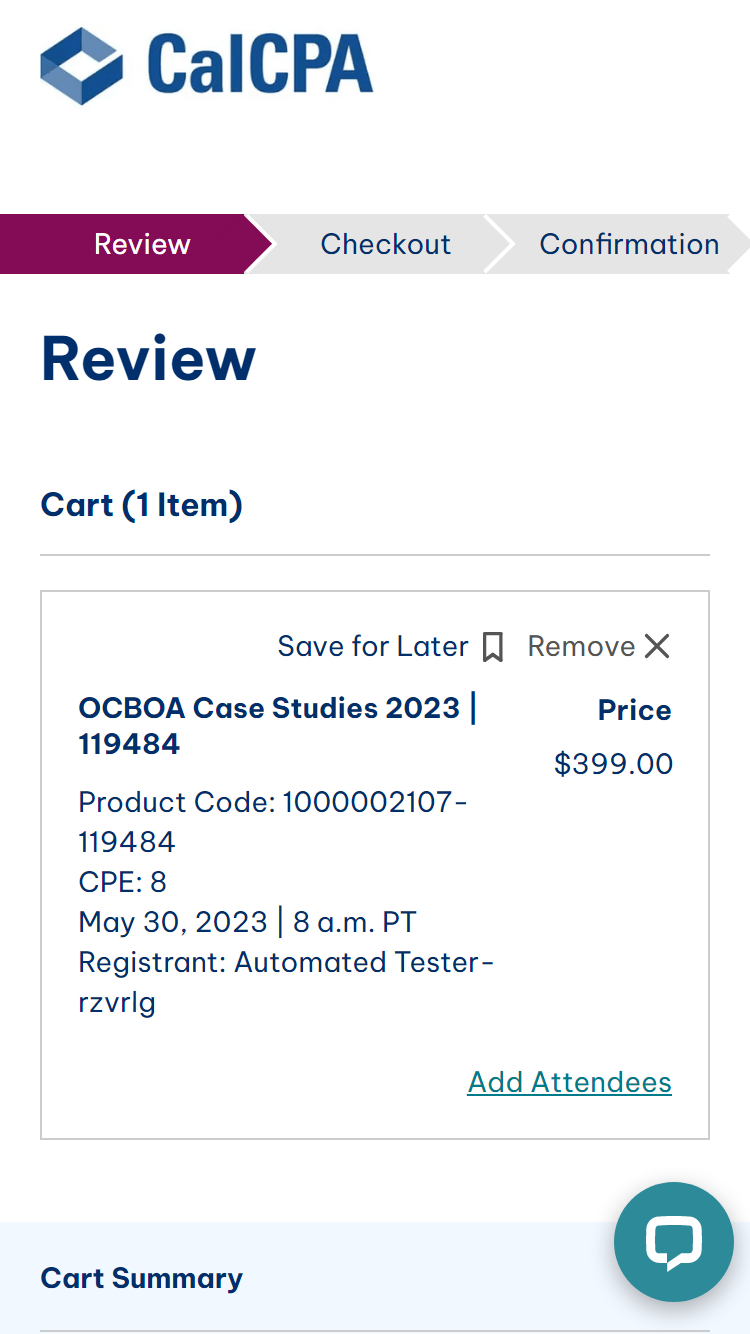 CalCPA
Review
Checkout
Confirmation
Review
Cart (1 Item)
Save for Later
Remove
OCBOA Case Studies 2023 |
119484
Price
$399.00
Product Code: 1000002107-
119484
CPE: 8
May 30, 2023 | 8 a.m. PT
Registrant: Automated Tester-
rzvrlg
Add Attendees
Cart Summary